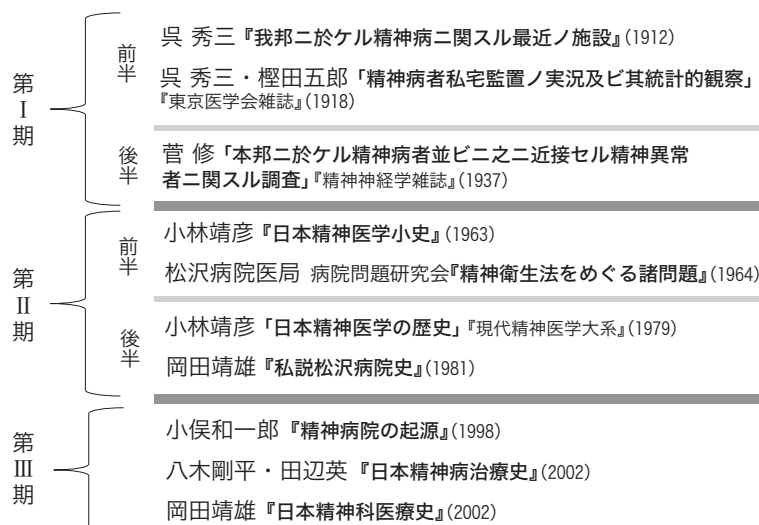 第Ⅰ期
前半
呉 秀三『我邦ニ於ケル精神病ニ関スル最近ノ施設』(1912)
呉 秀三・樫田五郎「精神病者私宅監置ノ実況及ビ其統計的観察」
『東京医学会雑誌』(1918)
後半
菅 修「本邦ニ於ケル精神病者並ビニ之ニ近接セル精神異常
者ニ関スル調査」『精神神経学雑誌』(1937)
第Ⅱ期
前半
小林靖彦『日本精神医学小史』(1963)
松沢病院医局 病院問題研究会『精神衛生法をめぐる諸問題』(1964)
後半
小林靖彦「日本精神医学の歴史」『現代精神医学大系』(1979)
岡田靖雄『私説松沢病院史』(1981)
第Ⅲ期
小俣和一郎『精神病院の起源』(1998)
八木剛平・田辺英『日本精神病治療史』(2002)
岡田靖雄『日本精神科医療史』(2002)